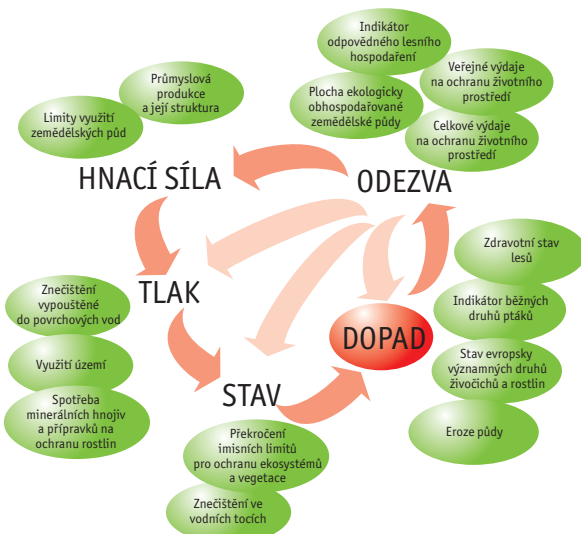 Indikátor
odpovědného lesního
hospodaření
Průmyslová
produkce
a její struktura
Veřejné výdaje
na ochranu životního
prostředí
Limity využití
zemědělských půd
Plocha ekologicky
obhospodařované
zemědělské půdy
Celkové výdaje
na ochranu životního
prostředí
HNACÍ SÍLA
ODEZVA
Zdravotní stav
lesů
TLAK
Znečištění
vypouštěné
do povrchových vod
Indikátor běžných
druhů ptáků
DOPAD
Využití území
Stav evropsky
významných druhů
živočichů a rostlin
STAV
Spotřeba
minerálních hnojiv
a přípravků na
ochranu rostlin
Eroze půdy
Překročení
imisních limitů
pro ochranu ekosystémů
a vegetace
Znečištění ve
vodních tocích